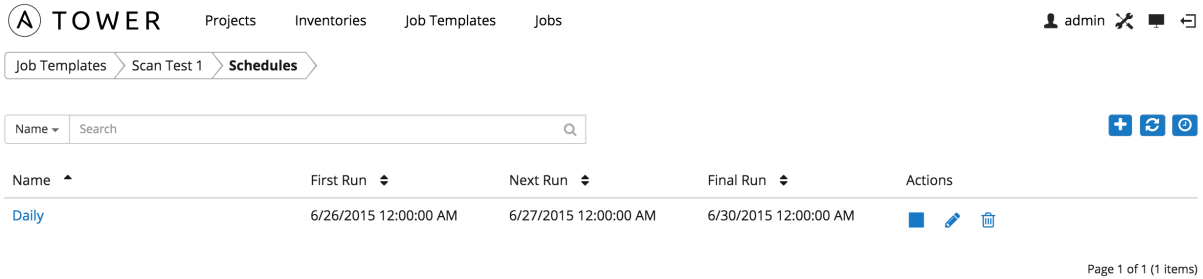 TOWER Projects Inventories Job Templates Jobs admin
Job Templates Scan Test 1 Schedules
Name Search
Name First Run Next Run Final Run Actions
Daily 6/26/2015 12:00:00 AM 6/27/2015 12:00:00 AM 6/30/2015 12:00:00 AM
Page 1 of 1 (1 items)